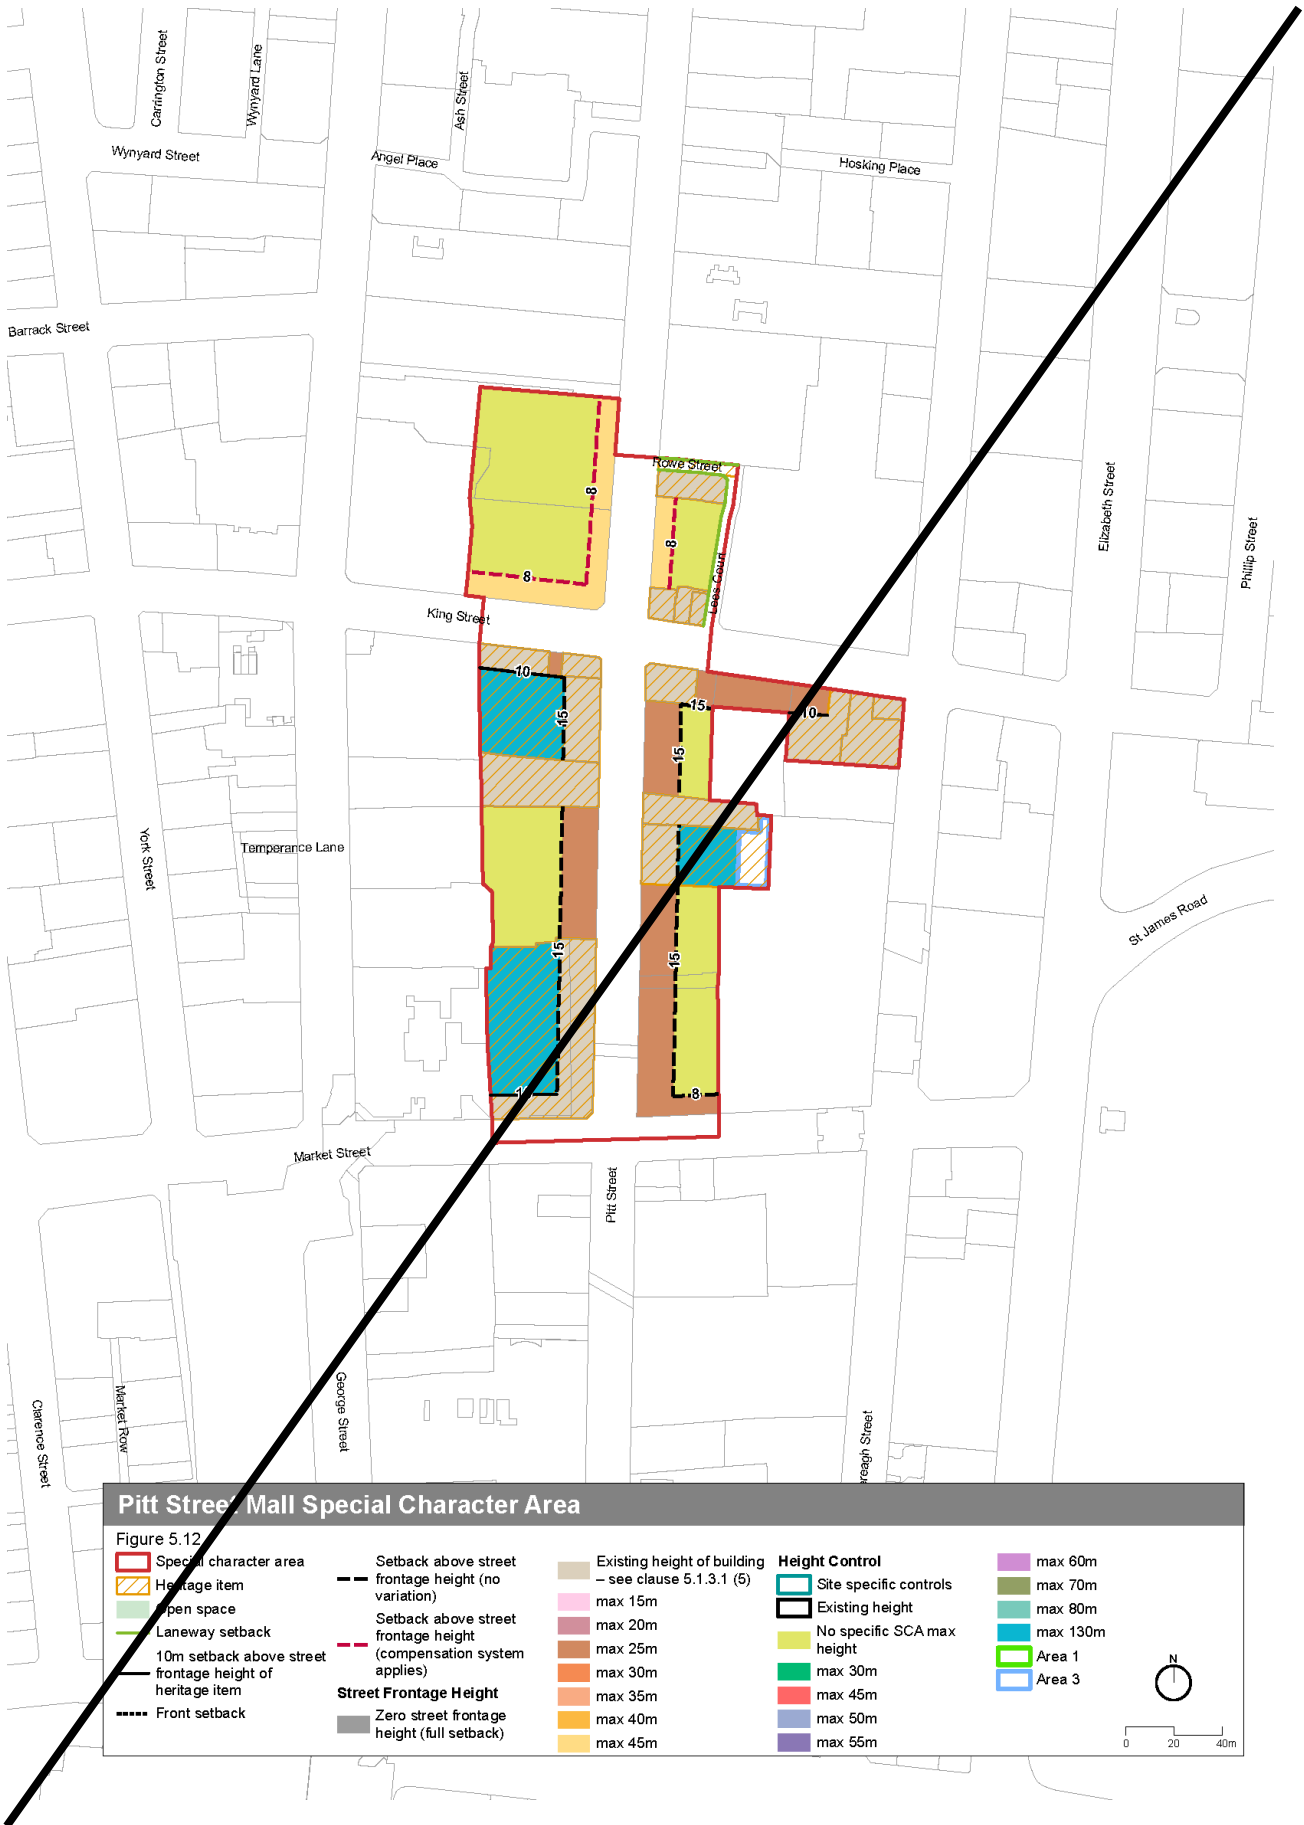 Carrington Street
Wynyard Lane
Ash Street
Wynyard Street
Angel Place
Hosking Place
Barrack Street
Rowe Street
8
8
8
Lees Court
Elizabeth Street
Phillip Street
King Street
10
15
15
15
10
York Street
Temperance Lane
15
15
St James Road
8
Market Street
Pitt Street
George Street
Market Row
Clarence Street
Pitt Street Mall Special Character Area
Figure 5.12
Special character area
Heritage item
Open space
Laneway setback
10m setback above street
frontage height of
heritage item
Front setback
Setback above street
frontage height (no
variation)
Setback above street
frontage height
(compensation system
applies)
Street Frontage Height
Zero street frontage
height (full setback)
Existing height of building
– see clause 5.1.3.1 (5)
max 15m
max 20m
max 25m
max 30m
max 35m
max 40m
max 45m
Height Control
Site specific controls
Existing height
No specific SCA max
height
max 30m
max 45m
max 50m
max 55m
max 60m
max 70m
max 80m
max 130m
Area 1
Area 3
N
0 20 40m